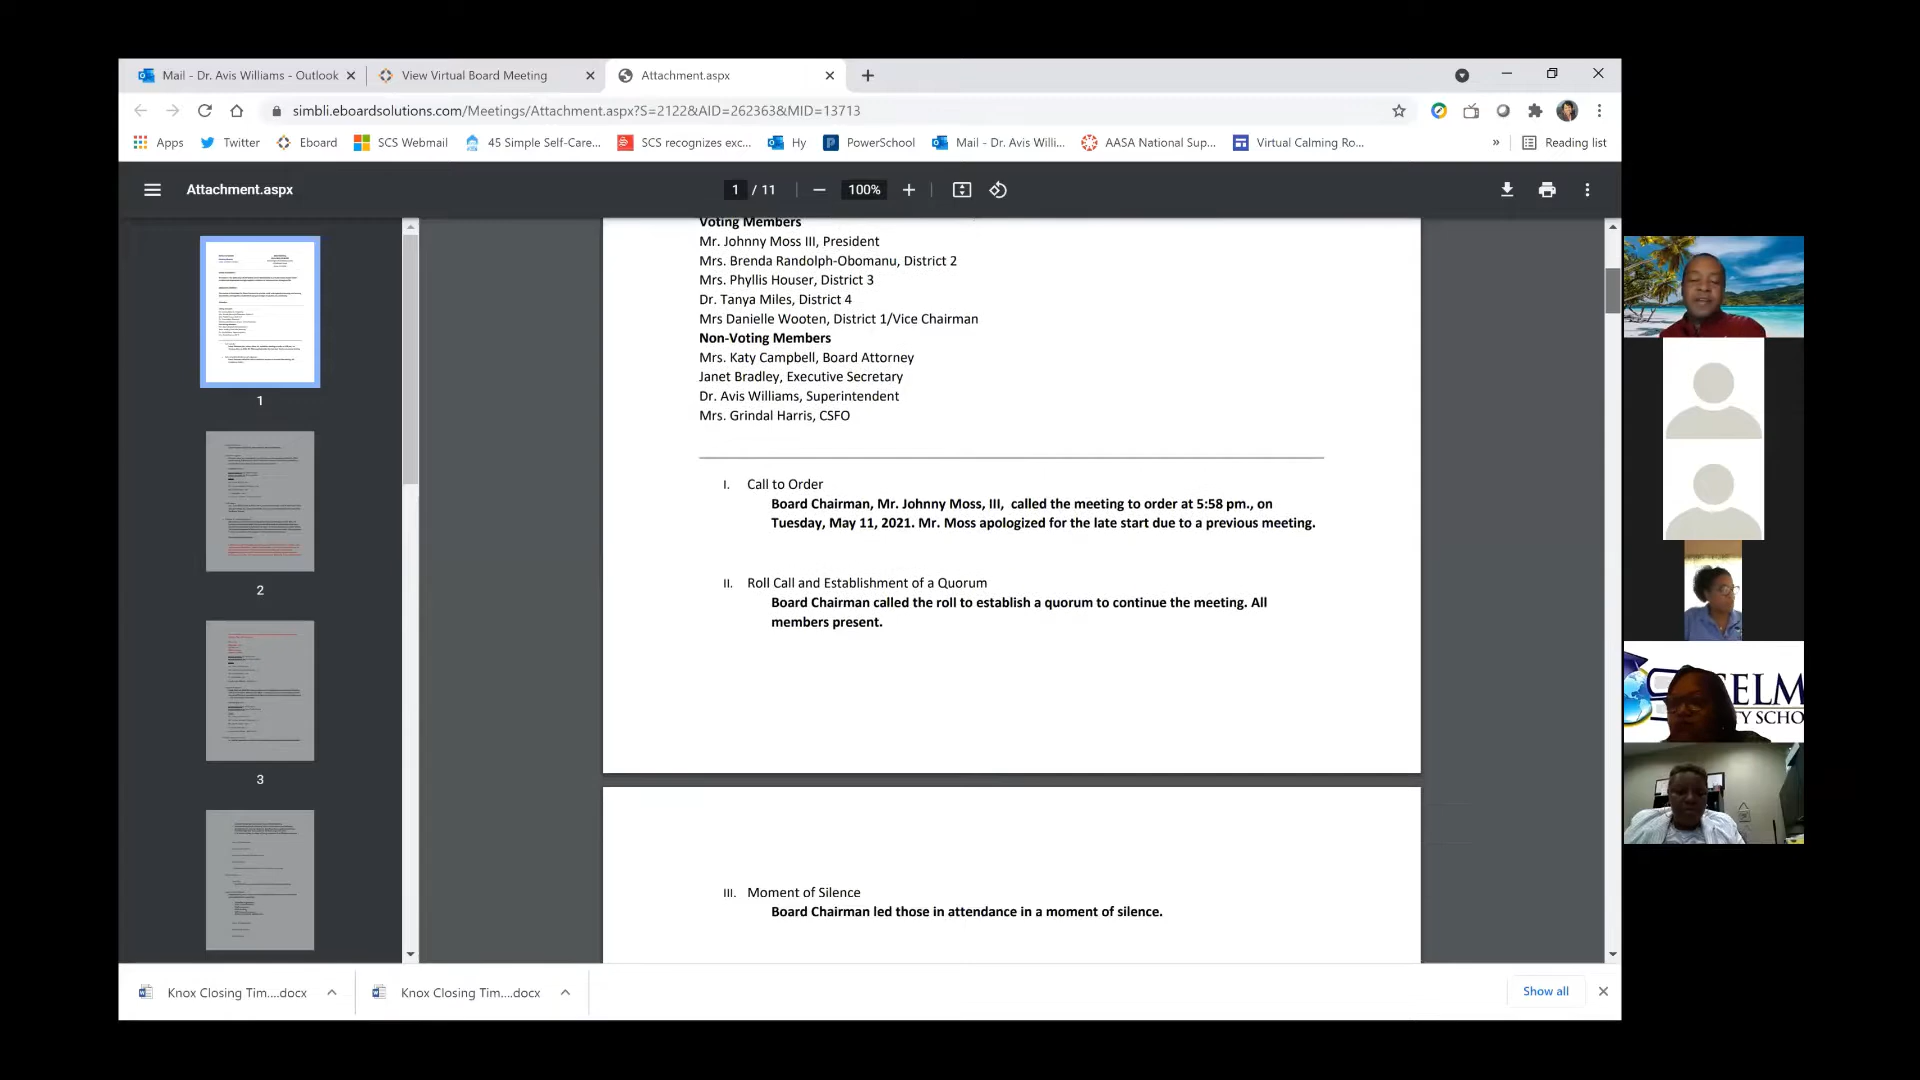 Mail - Dr. Avis Williams - Outlook
View Virtual Board Meeting
Attachment.aspx
simbli.eboardsolutions.com/Meetings/Attachment.aspx?S=2122&AID=262363&MID=13713
Apps
Twitter
Eboard
SCS Webmail
45 Simple Self-Care...
SCS recognizes exc...
Hy
PowerSchool
Mail - Dr. Avis Willi...
AASA National Sup...
Virtual Calming Ro...
»
Reading list
Attachment.aspx
1 / 11
100%
1
2
3
Voting Members
Mr. Johnny Moss III, President
Mrs. Brenda Randolph-Obomanu, District 2
Mrs. Phyllis Houser, District 3
Dr. Tanya Miles, District 4
Mrs Danielle Wooten, District 1/Vice Chairman
Non-Voting Members
Mrs. Katy Campbell, Board Attorney
Janet Bradley, Executive Secretary
Dr. Avis Williams, Superintendent
Mrs. Grindal Harris, CSFO
I. Call to Order
Board Chairman, Mr. Johnny Moss, III, called the meeting to order at 5:58 pm., on
Tuesday, May 11, 2021. Mr. Moss apologized for the late start due to a previous meeting.
II. Roll Call and Establishment of a Quorum
Board Chairman called the roll to establish a quorum to continue the meeting. All
members present.
III. Moment of Silence
Board Chairman led those in attendance in a moment of silence.
Knox Closing Tim....docx
Knox Closing Tim....docx
Show all
SELM
TY SCHO